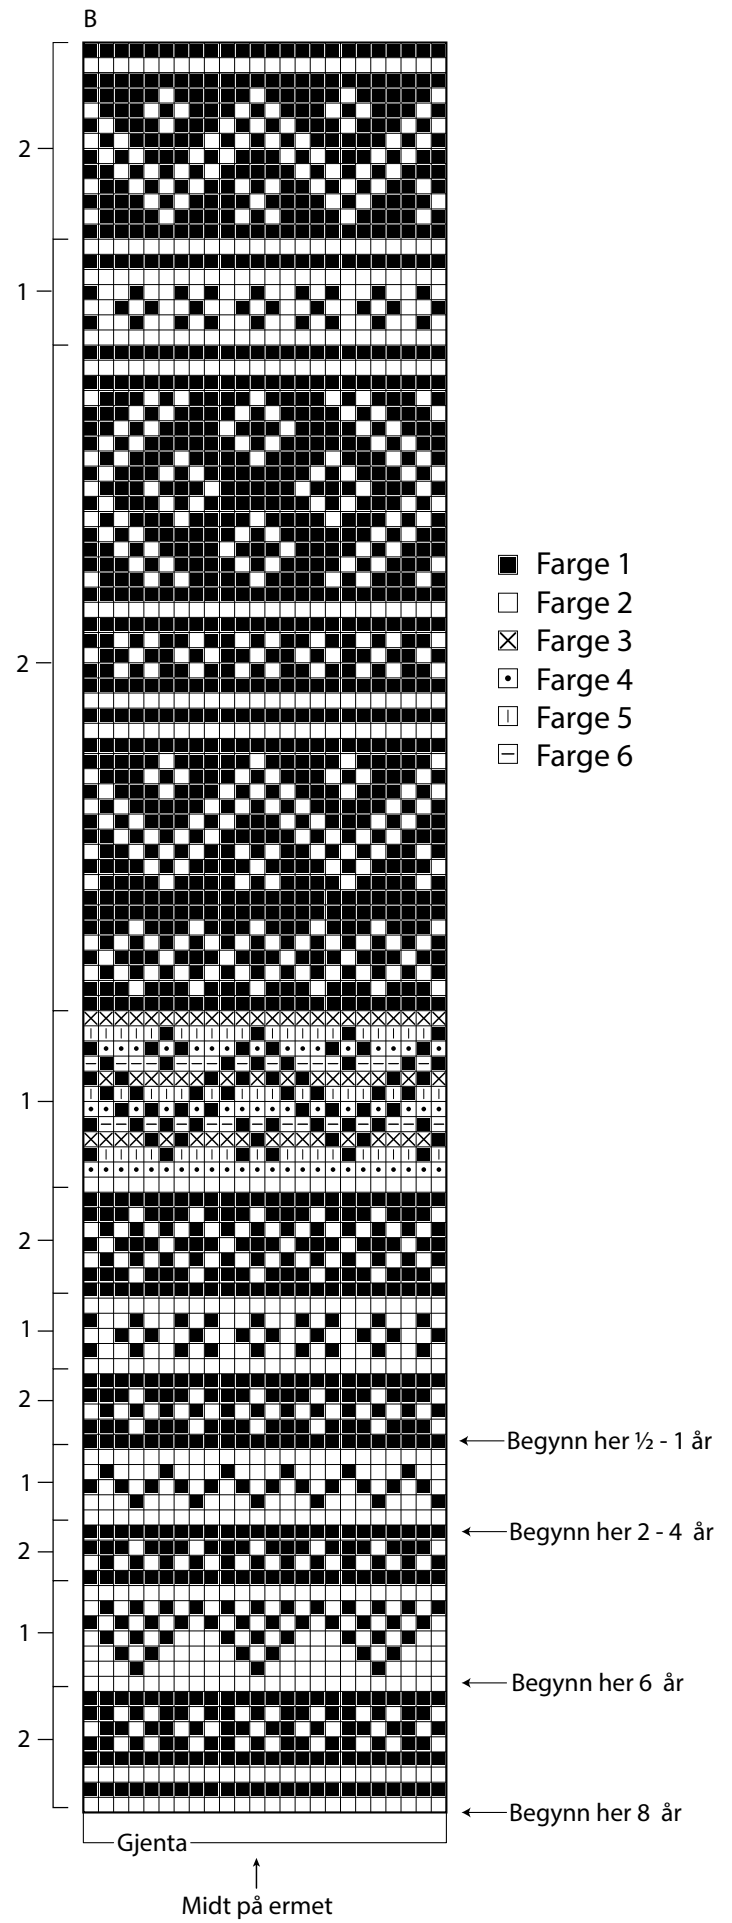 B
2
1
2
1
2
1
2
1
2
1
2
Farge 1
Farge 2
Farge 3
Farge 4
Farge 5
Farge 6
Begynn her ½ - 1 år
Begynn her 2 - 4 år
Begynn her 6 år
Begynn her 8 år
Gjenta
Midt på ermet